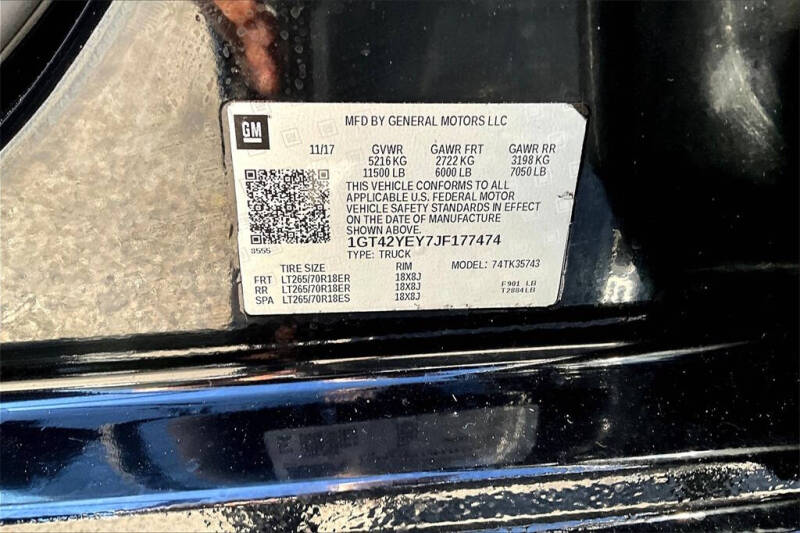 GM
MFD BY GENERAL MOTORS LLC
11/17 GVWR GAWR FRT GAWR RR
5216 KG 2722 KG 3198 KG
11500 LB 6000 LB 7050 LB
THIS VEHICLE CONFORMS TO ALL
APPLICABLE U.S. FEDERAL MOTOR
VEHICLE SAFETY STANDARDS IN EFFECT
ON THE DATE OF MANUFACTURE
SHOWN ABOVE.
8555
1GT42YEY7JF177474
TYPE: TRUCK MODEL: 74TK35743
TIRE SIZE RIM
FRT LT265/70R18ER 18X8J
RR LT265/70R18ER 18X8J
SPA LT265/70R18ES 18X8J
F901 LB
T2884LB